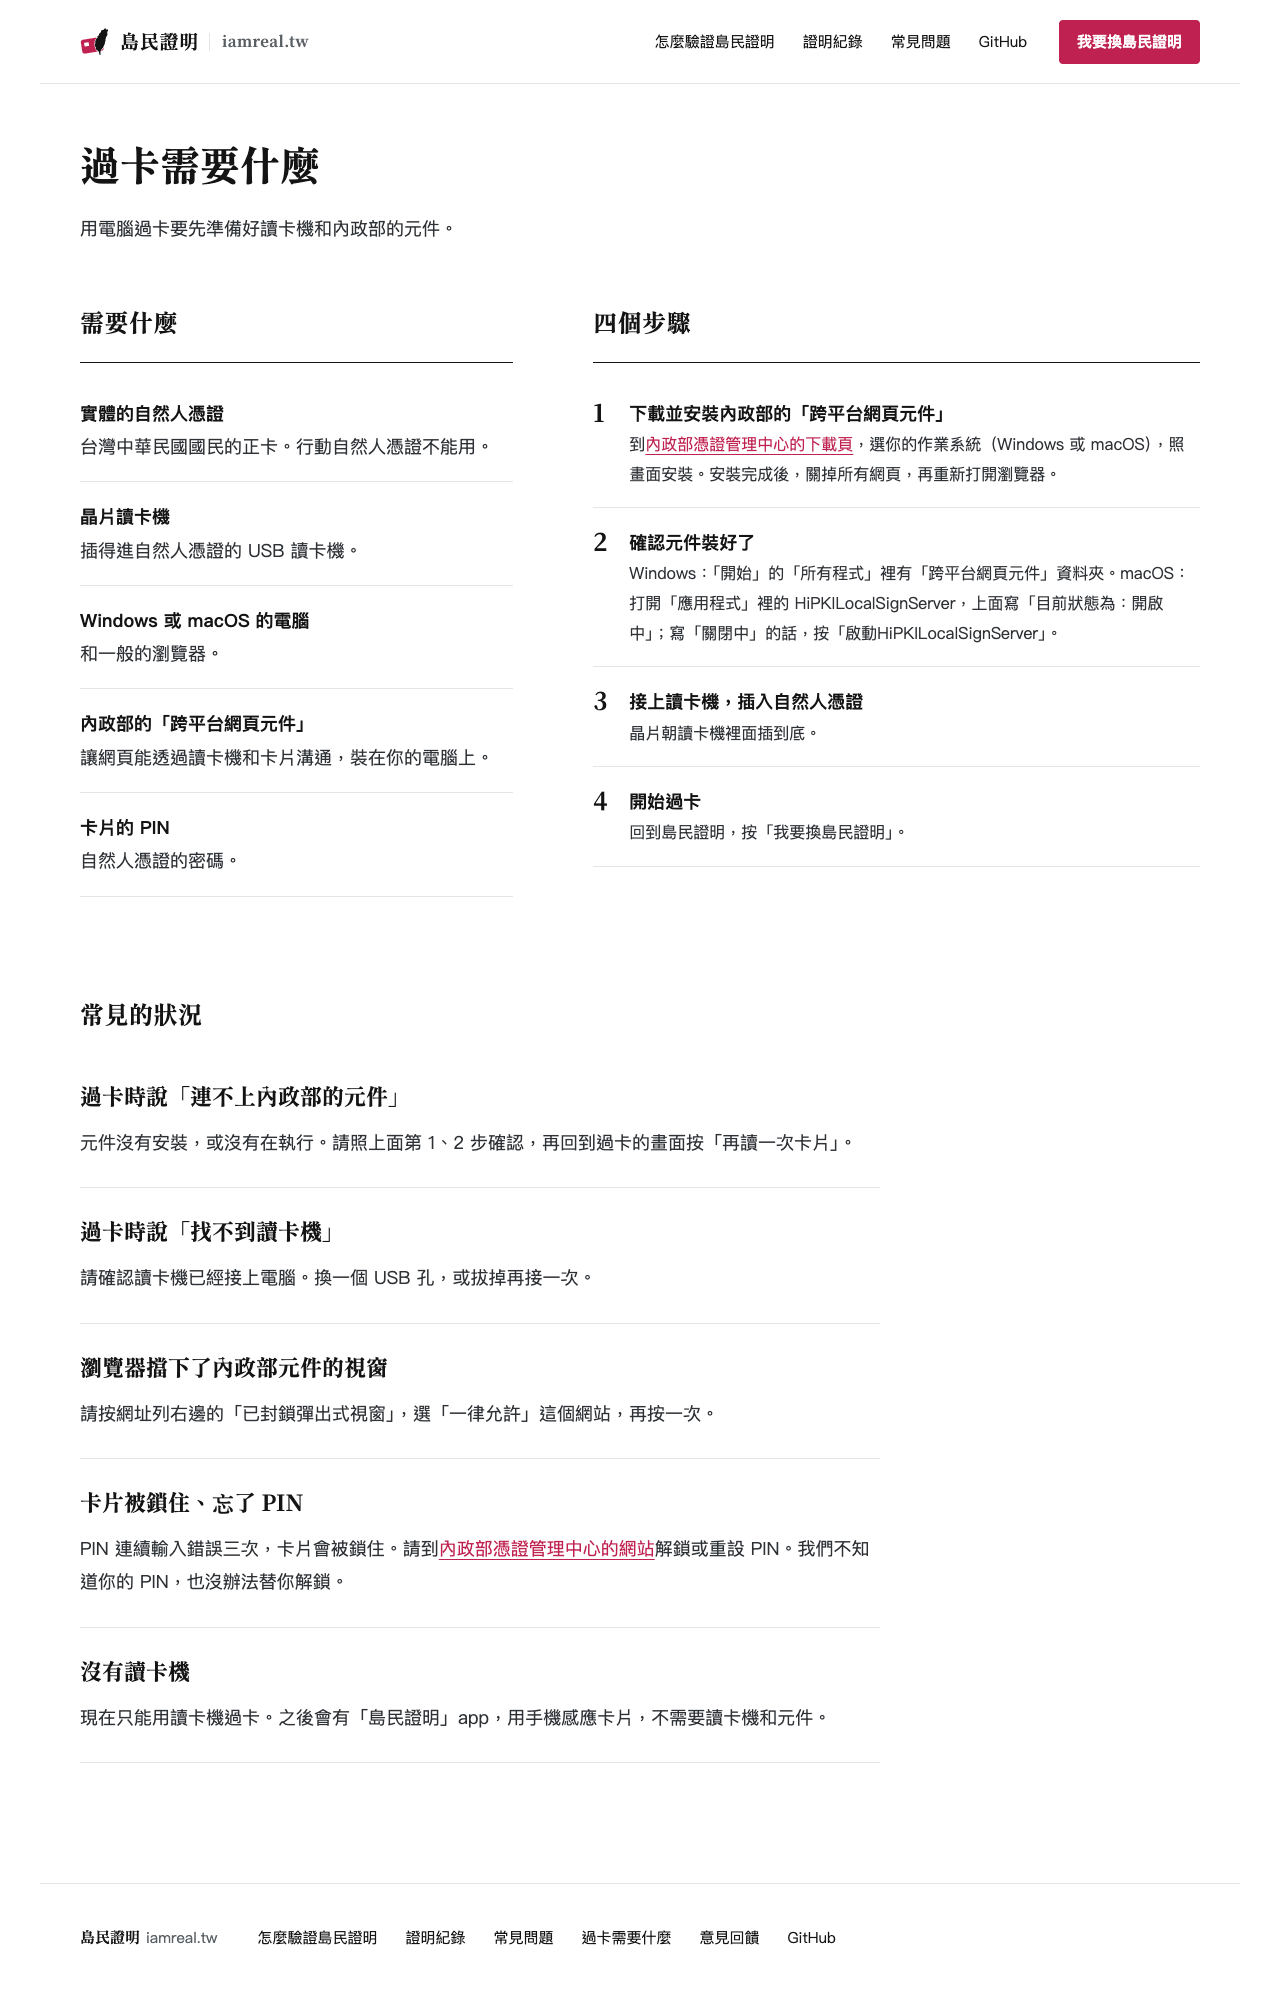 島民證明 iamreal.tw
怎麼驗證島民證明 證明紀錄 常見問題 GitHub 我要換島民證明
過卡需要什麼
用電腦過卡要先準備好讀卡機和內政部的元件。
需要什麼
實體的自然人憑證
台灣中華民國國民的正卡。行動自然人憑證不能用。
晶片讀卡機
插得進自然人憑證的 USB 讀卡機。
Windows 或 macOS 的電腦
和一般的瀏覽器。
內政部的「跨平台網頁元件」
讓網頁能透過讀卡機和卡片溝通，裝在你的電腦上。
卡片的 PIN
自然人憑證的密碼。
四個步驟
1 下載並安裝內政部的「跨平台網頁元件」
到內政部憑證管理中心的下載頁，選你的作業系統（Windows 或 macOS），照
畫面安裝。安裝完成後，關掉所有網頁，再重新打開瀏覽器。
2 確認元件裝好了
Windows：「開始」的「所有程式」裡有「跨平台網頁元件」資料夾。macOS：
打開「應用程式」裡的 HiPKILocalSignServer，上面寫「目前狀態為：開啟
中」；寫「關閉中」的話，按「啟動HiPKILocalSignServer」。
3 接上讀卡機，插入自然人憑證
晶片朝讀卡機裡面插到底。
4 開始過卡
回到島民證明，按「我要換島民證明」。
常見的狀況
過卡時說「連不上內政部的元件」
元件沒有安裝，或沒有在執行。請照上面第 1、2 步確認，再回到過卡的畫面按「再讀一次卡片」。
過卡時說「找不到讀卡機」
請確認讀卡機已經接上電腦。換一個 USB 孔，或拔掉再接一次。
瀏覽器擋下了內政部元件的視窗
請按網址列右邊的「已封鎖彈出式視窗」，選「一律允許」這個網站，再按一次。
卡片被鎖住、忘了 PIN
PIN 連續輸入錯誤三次，卡片會被鎖住。請到內政部憑證管理中心的網站解鎖或重設 PIN。我們不知
道你的 PIN，也沒辦法替你解鎖。
沒有讀卡機
現在只能用讀卡機過卡。之後會有「島民證明」app，用手機感應卡片，不需要讀卡機和元件。
島民證明 iamreal.tw 怎麼驗證島民證明 證明紀錄 常見問題 過卡需要什麼 意見回饋 GitHub